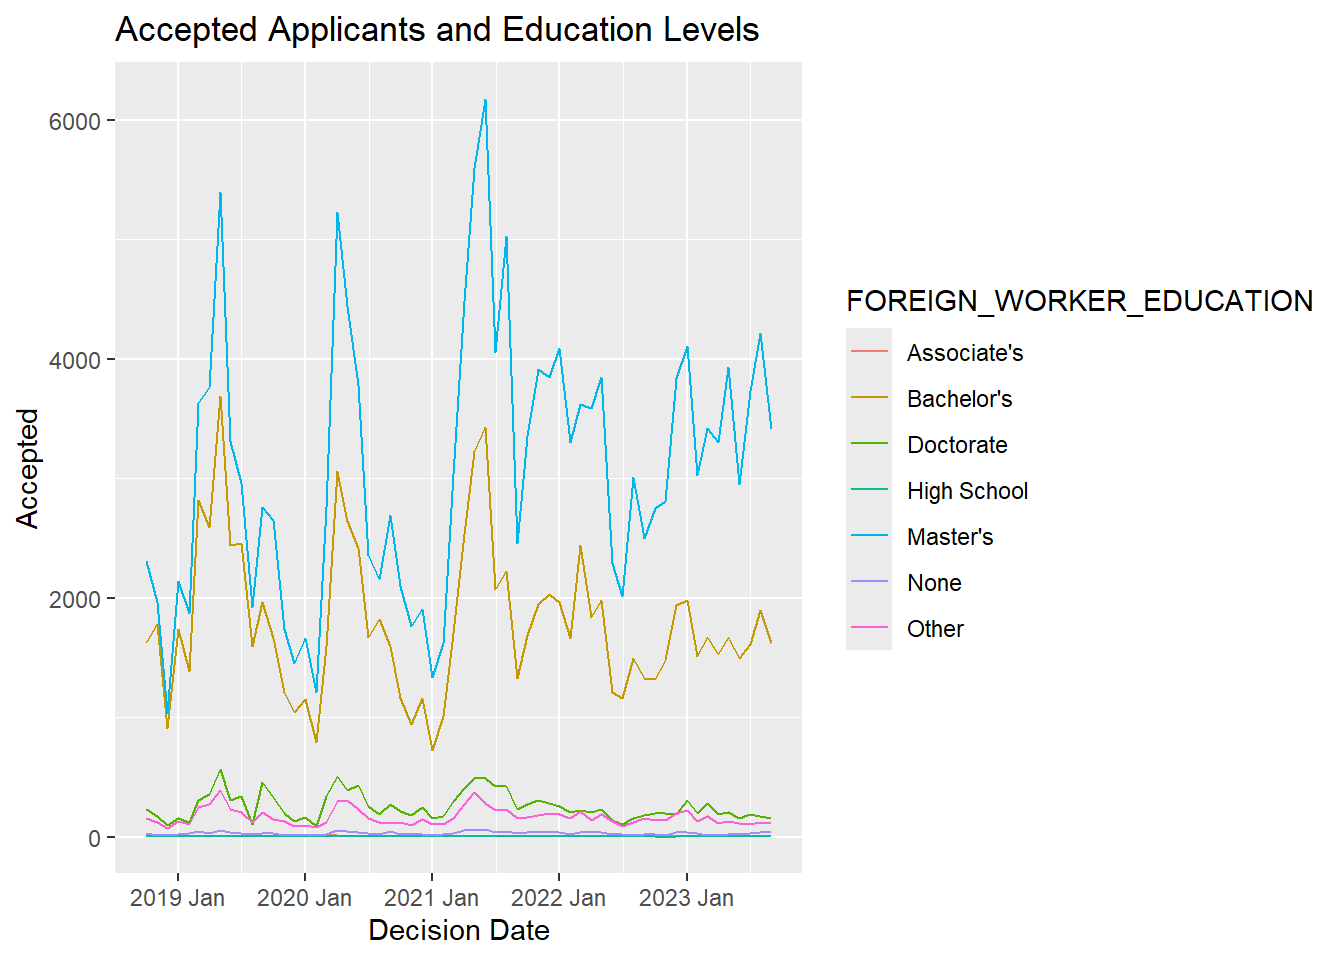 Accepted Applicants and Education Levels
6000
4000
2000
0
Accepted
2019 Jan
2020 Jan
2021 Jan
2022 Jan
2023 Jan
Decision Date
FOREIGN_WORKER_EDUCATION
Associate's
Bachelor's
Doctorate
High School
Master's
None
Other